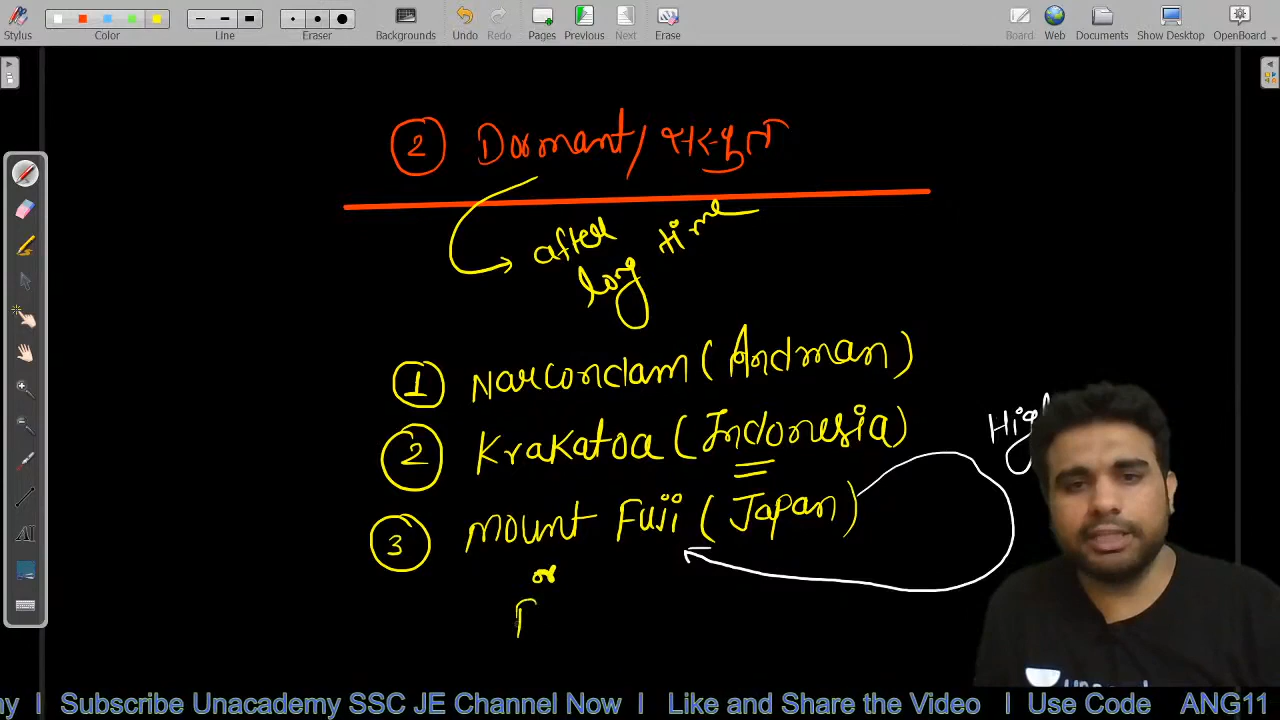 Stylus Color Line Eraser Backgrounds Undo Redo Pages Previous Next Erase Board Web Documents Show Desktop OpenBoard
② Dormant/
after
long time
① Narcondam (Andman)
② Krakatoa (Indonesia)
High
③ Mount Fuji (Japan)
or
F
my I Subscribe Unacademy SSC JE Channel Now I Like and Share the Video I Use Code ANG11